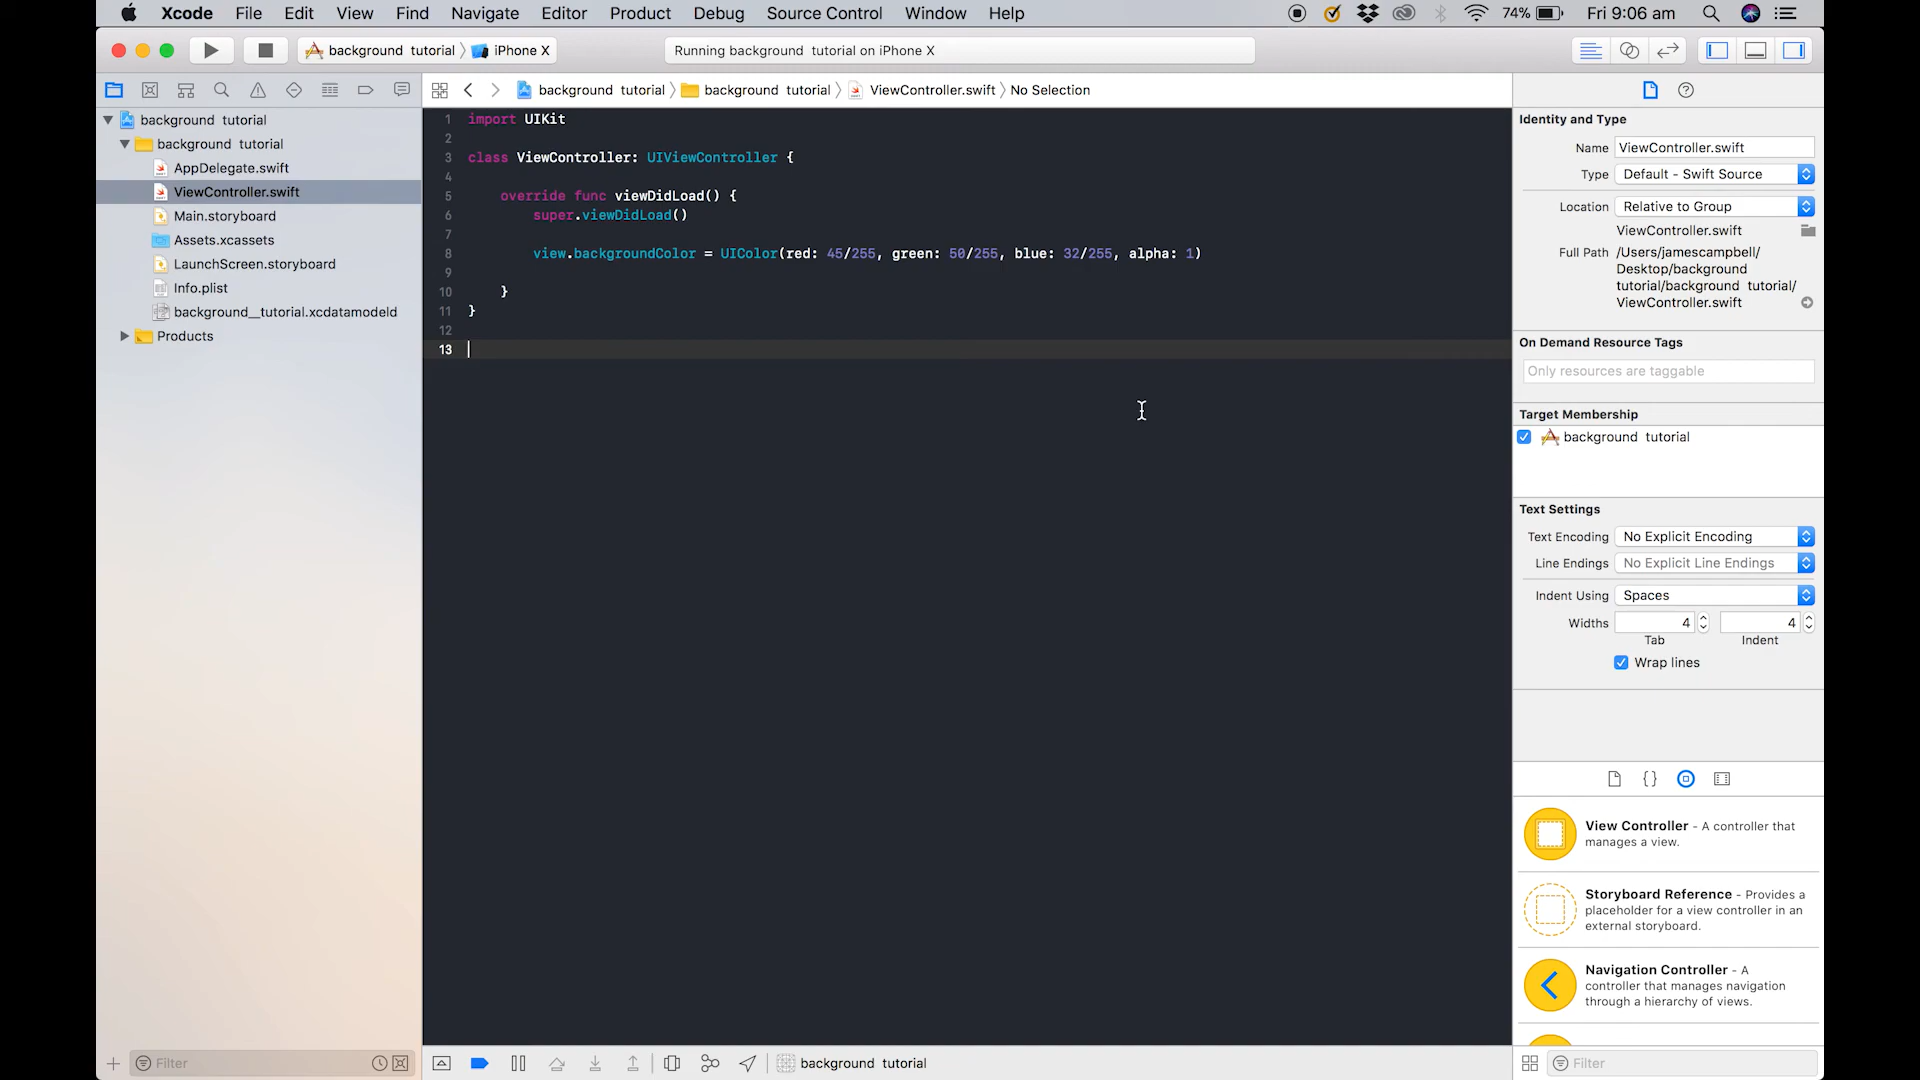 Xcode File Edit View Find Navigate Editor Product Debug Source Control Window Help 74% Fri 9:06 am
background tutorial iPhone X Running background tutorial on iPhone X
background tutorial background tutorial ViewController.swift No Selection
background tutorial
background tutorial
AppDelegate.swift
ViewController.swift
Main.storyboard
Assets.xcassets
LaunchScreen.storyboard
Info.plist
background__tutorial.xcdatamodeld
Products
Filter
1 import UIKit
2
3 class ViewController: UIViewController {
4
5 override func viewDidLoad() {
6 super.viewDidLoad()
7
8 view.backgroundColor = UIColor(red: 45/255, green: 50/255, blue: 32/255, alpha: 1)
9
10 }
11 }
12
13
background tutorial
Identity and Type
Name ViewController.swift
Type Default - Swift Source
Location Relative to Group
ViewController.swift
Full Path /Users/jamescampbell/
Desktop/background
tutorial/background tutorial/
ViewController.swift
On Demand Resource Tags
Only resources are taggable
Target Membership
background tutorial
Text Settings
Text Encoding No Explicit Encoding
Line Endings No Explicit Line Endings
Indent Using Spaces
Widths 4 4
Tab Indent
Wrap lines
{}
View Controller - A controller that
manages a view.
Storyboard Reference - Provides a
placeholder for a view controller in an
external storyboard.
Navigation Controller - A
controller that manages navigation
through a hierarchy of views.
Filter